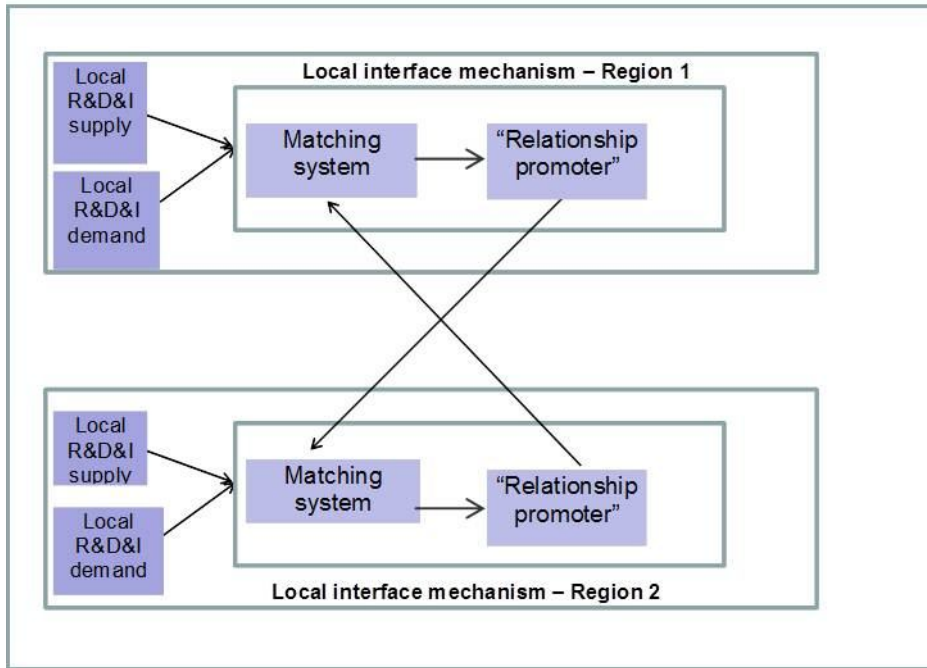 Local interface mechanism – Region 1
Local
R&D&I
supply
Local
R&D&I
demand
Matching
system
“Relationship
promoter”
Local
R&D&I
supply
Local
R&D&I
demand
Matching
system
“Relationship
promoter”
Local interface mechanism – Region 2